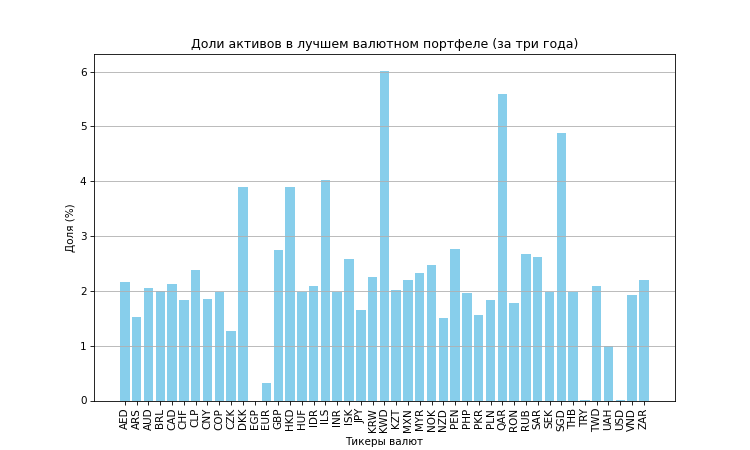 Доли активов в лучшем валютном портфеле (за три года)
Доля (%)
6
5
4
3
2
1
0
AED ARS AUD BRL CAD CHF CLP CNY COP CZK DKK EGP EUR GBP HKD HUF IDR ILS INR ISK JPY KRW KWD KZT MXN MYR NOK NZD PEN PHP PKR PLN QAR RON RUB SAR SEK SGD THB TRY TWD UAH USD VND ZAR
Тикеры валют